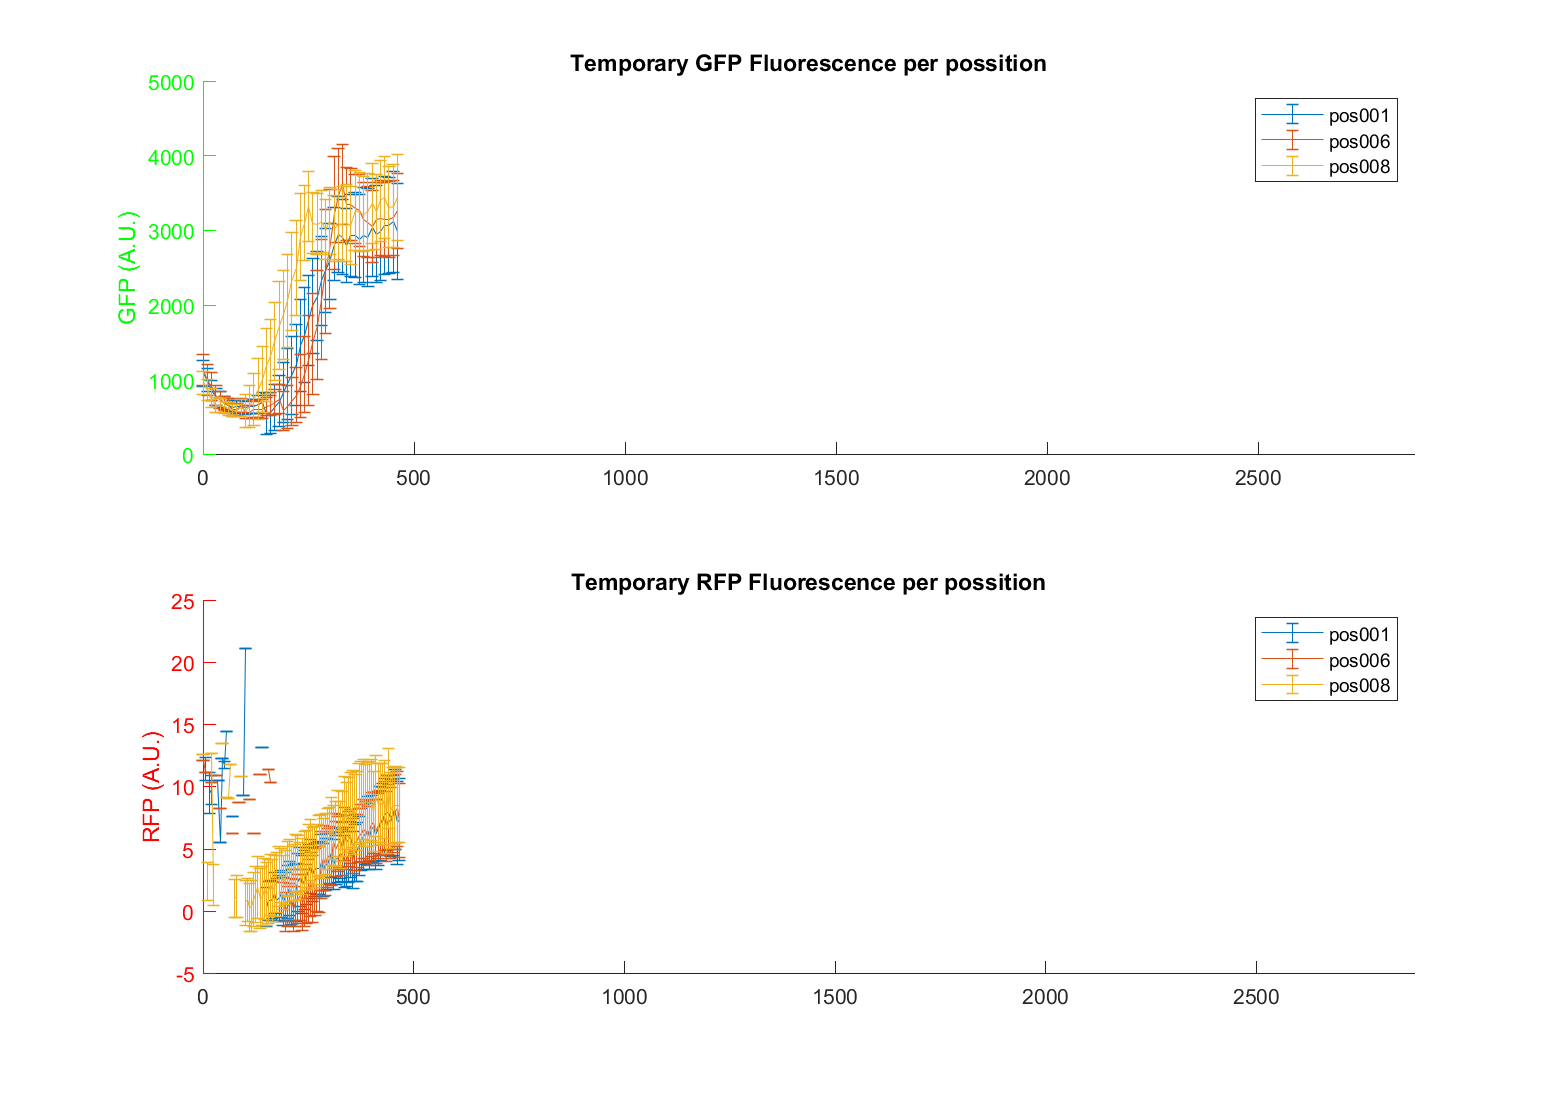 Temporary GFP Fluorescence per possition
5000
4000
3000
2000
1000
0
GFP (A.U.)
pos001
pos006
pos008
0 500 1000 1500 2000 2500
Temporary RFP Fluorescence per possition
25
20
15
10
5
0
-5
RFP (A.U.)
pos001
pos006
pos008
0 500 1000 1500 2000 2500